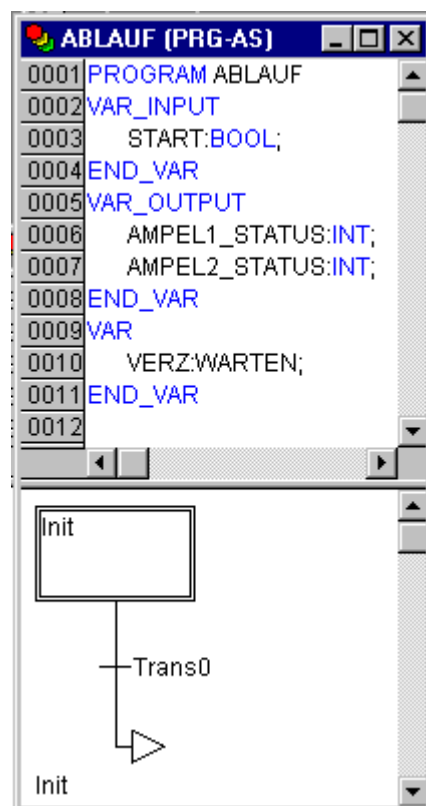 ABLAUF (PRG-AS)
0001 PROGRAM ABLAUF
0002 VAR_INPUT
0003 START:BOOL;
0004 END_VAR
0005 VAR_OUTPUT
0006 AMPEL1_STATUS:INT;
0007 AMPEL2_STATUS:INT;
0008 END_VAR
0009 VAR
0010 VERZ:WARTEN;
0011 END_VAR
0012
Init
Trans0
Init